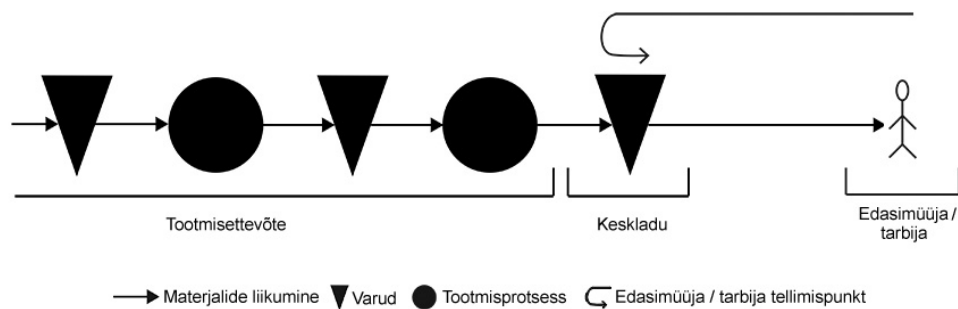 Tootmisettevõte
Keskladu
Edasimüüja /
tarbija
Materjalide liikumine
Varud
Tootmisprotsess
Edasimüüja / tarbija tellimispunkt